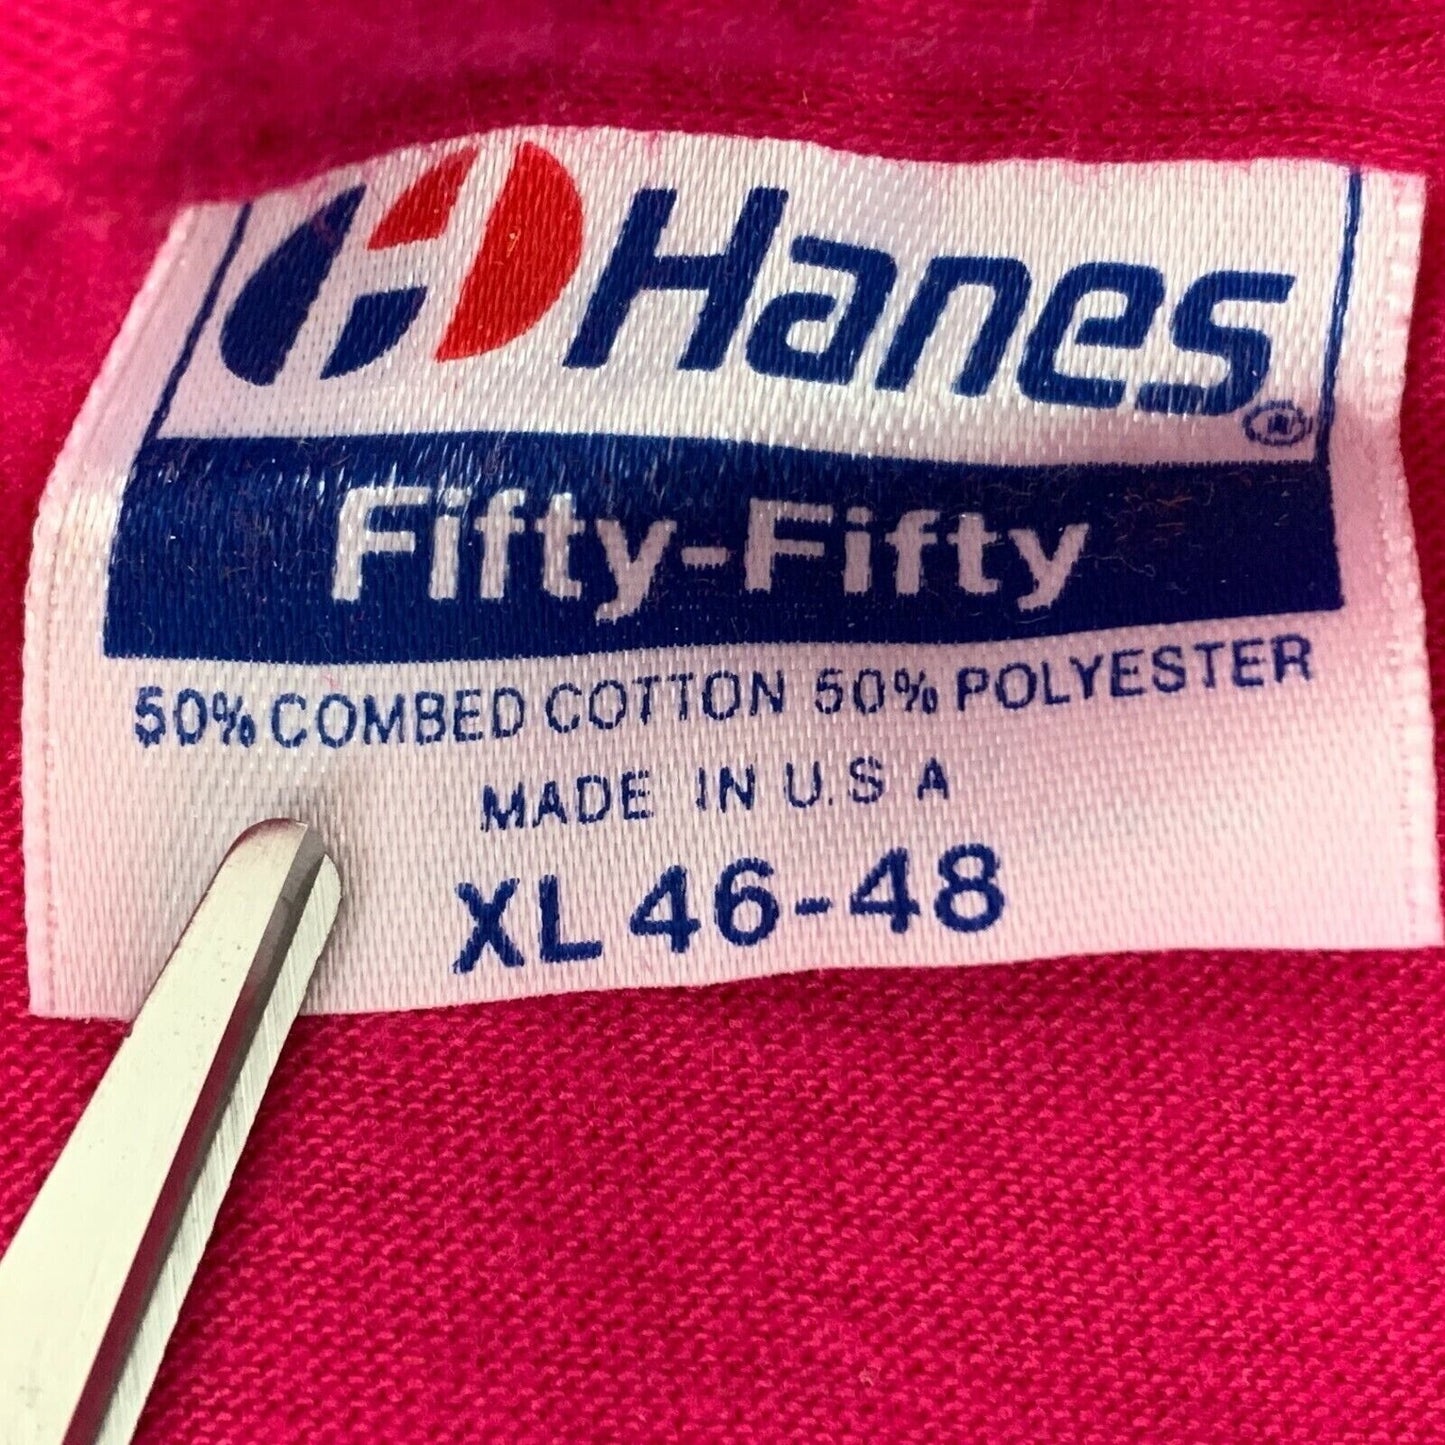 Hanes®
Fifty-Fifty
50% COMBED COTTON 50% POLYESTER
MADE IN U.S A
XL 46-48